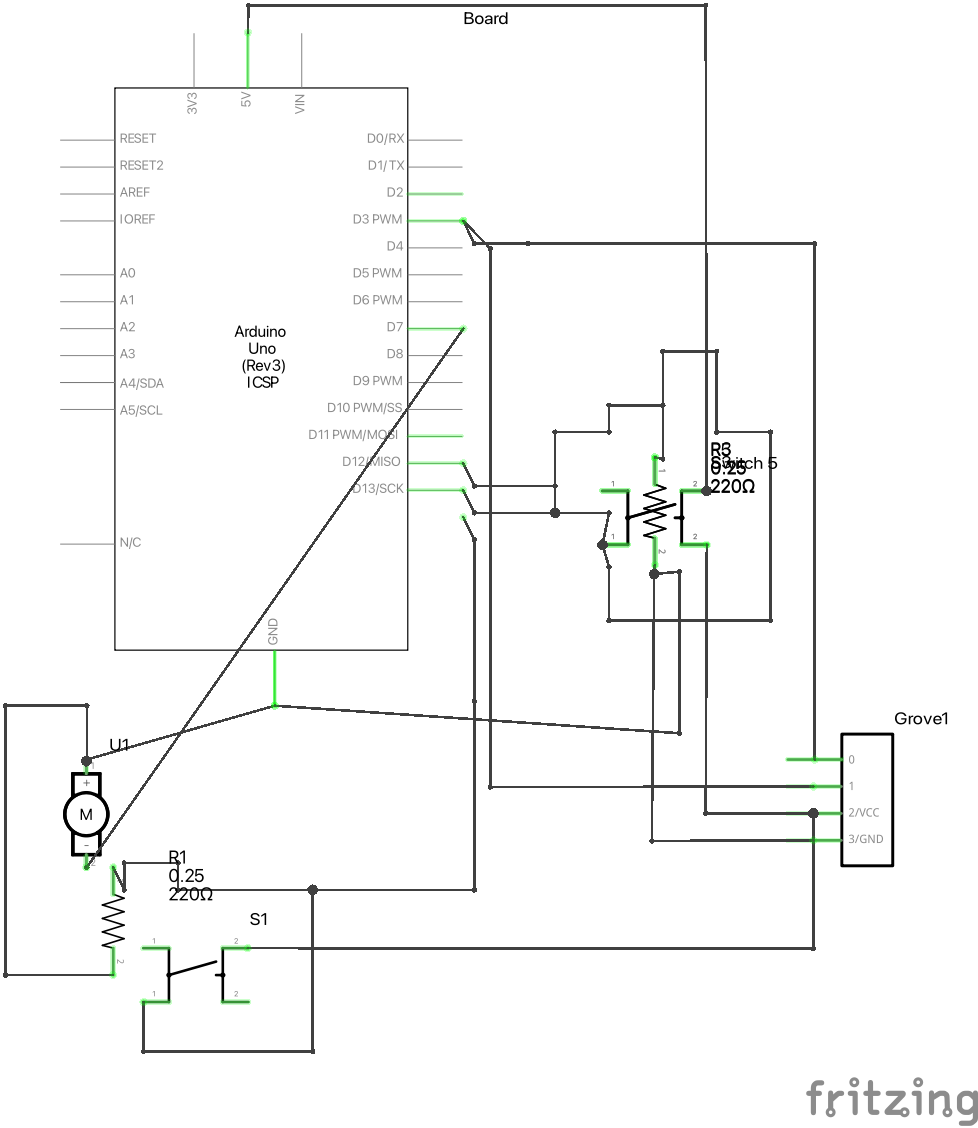 Board
3V3
5V
VIN
RESET
D0/RX
RESET2
D1/TX
AREF
D2
IOREF
D3 PWM
D4
A0
D5 PWM
A1
D6 PWM
A2
D7
A3
D8
A4/SDA
D9 PWM
A5/SCL
D10 PWM/SS
D11 PWM/MOSI
D12/MISO
D13/SCK
N/C
GND
Arduino
Uno
(Rev3)
ICSP
Switch 5
0.25
220Ω
1
2
1
2
1
2
Grove1
0
1
2/VCC
3/GND
U1
+
M
-
R1
0.25
220Ω
2
S1
1
2
1
2
fritzing